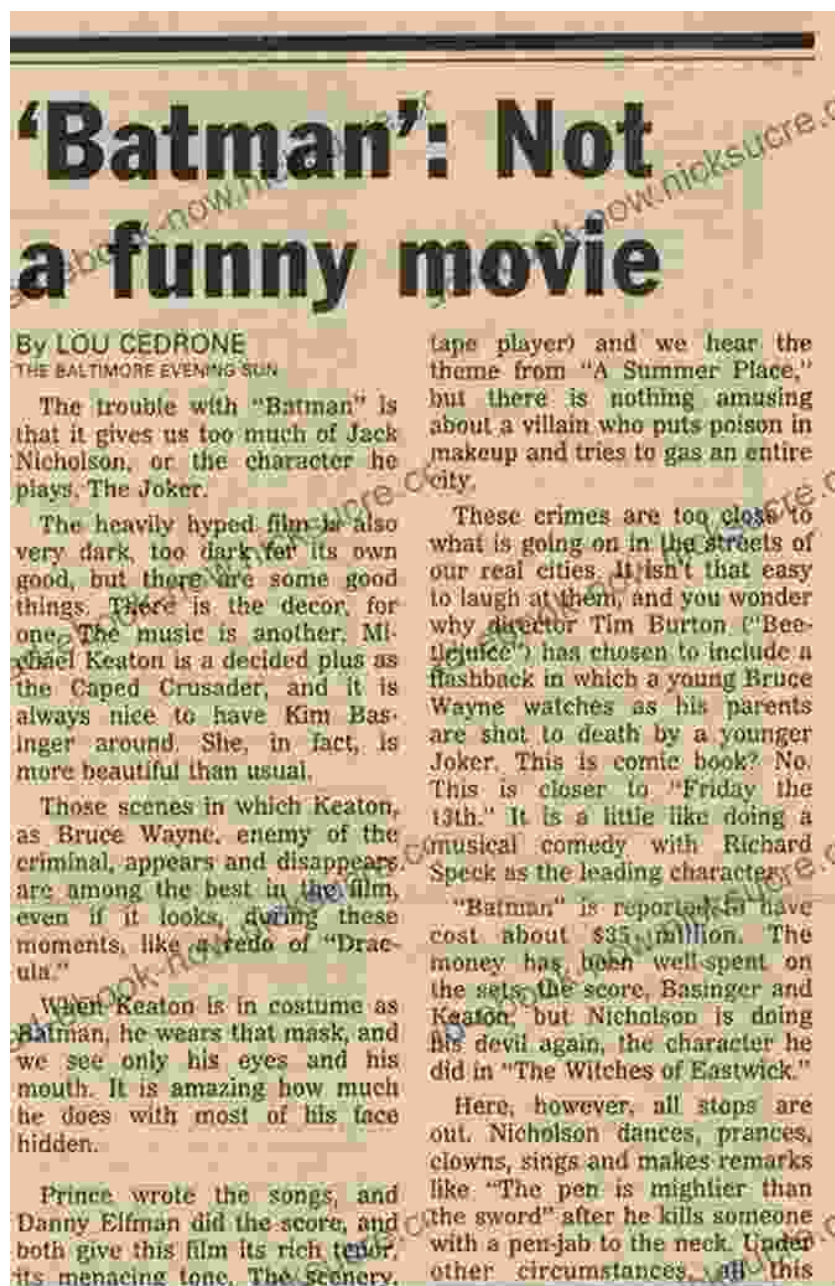 'Batman': Not
a funny movie
By LOU CEDRONE
THE BALTIMORE EVENING SUN
The trouble with "Batman" is
that it gives us too much of Jack
Nicholson, or the character he
plays, The Joker.
The heavily hyped film is also
very dark, too dark for its own
good, but there are some good
things. There is the decor, for
one. The music is another. Mi-
chael Keaton is a decided plus as
the Caped Crusader, and it is
always nice to have Kim Bas-
inger around. She, in fact, is
more beautiful than usual.
Those scenes in which Keaton,
as Bruce Wayne, enemy of the
criminal, appears and disappears,
are among the best in the film,
even if it looks, during these
moments, like a redo of "Drac-
ula."
When Keaton is in costume as
Batman, he wears that mask, and
we see only his eyes and his
mouth. It is amazing how much
he does with most of his face
hidden.
Prince wrote the songs, and
Danny Elfman did the score, and
both give this film its rich tenor,
its menacing tone. The scenery,
tape player) and we hear the
theme from "A Summer Place,"
but there is nothing amusing
about a villain who puts poison in
makeup and tries to gas an entire
city.
These crimes are too close to
what is going on in the streets of
our real cities. It isn't that easy
to laugh at them, and you wonder
why director Tim Burton ("Bee-
tlejuice") has chosen to include a
flashback in which a young Bruce
Wayne watches as his parents
are shot to death by a younger
Joker. This is comic book? No.
This is closer to "Friday the
13th." It is a little like doing a
musical comedy with Richard
Speck as the leading character.
"Batman" is reported to have
cost about $35 million. The
money has been well-spent on
the sets, the score, Basinger and
Keaton, but Nicholson is doing
his devil again, the character he
did in "The Witches of Eastwick."
Here, however, all stops are
out. Nicholson dances, prances,
clowns, sings and makes remarks
like "The pen is mightier than
the sword" after he kills someone
with a pen-jab to the neck. Under
other circumstances, all this